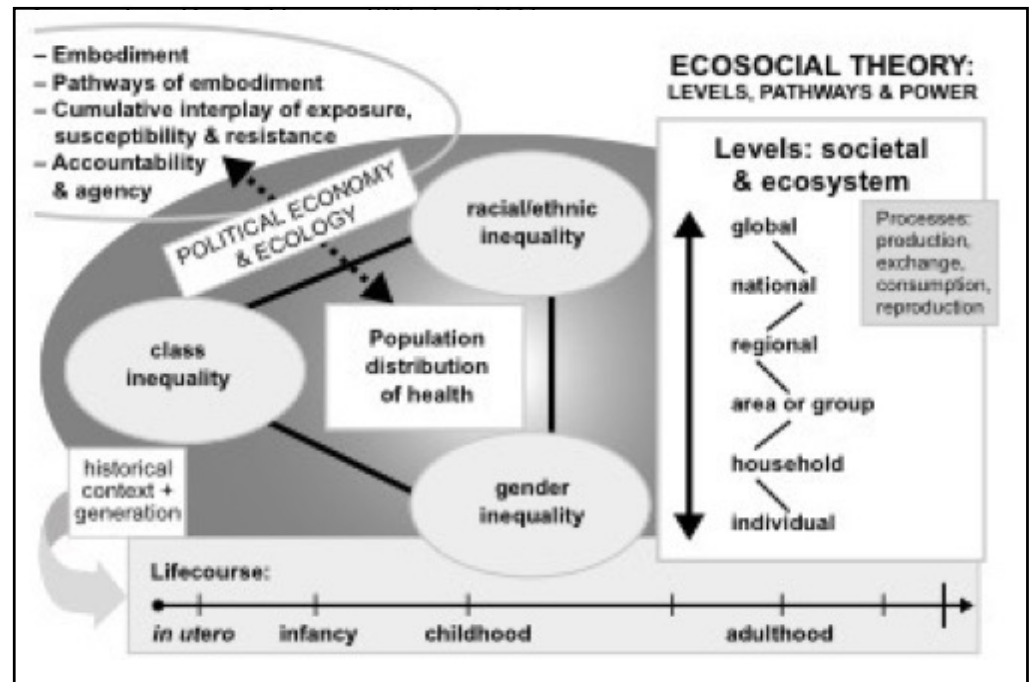 – Embodiment
– Pathways of embodiment
– Cumulative interplay of exposure,
susceptibility & resistance
– Accountability
& agency
ECOSOCIAL THEORY:
LEVELS, PATHWAYS & POWER
POLITICAL ECONOMY
& ECOLOGY
racial/ethnic
inequality
class
inequality
Population
distribution
of health
gender
inequality
historical
context +
generation
Levels: societal
& ecosystem
global
national
regional
area or group
household
individual
Processes:
production,
exchange,
consumption,
reproduction
Lifecourse:
in utero infancy childhood adulthood